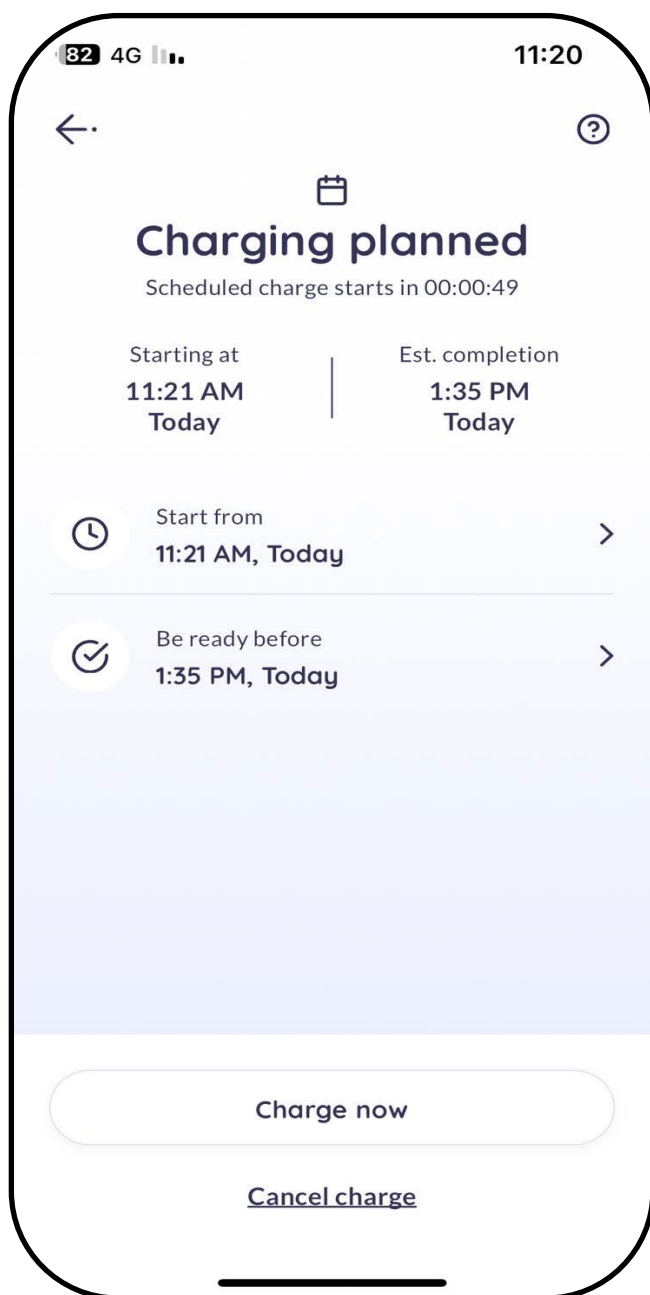 82 4G 11:20
Charging planned
Scheduled charge starts in 00:00:49
Starting at
11:21 AM
Today
Est. completion
1:35 PM
Today
Start from
11:21 AM, Today
Be ready before
1:35 PM, Today
Charge now
Cancel charge